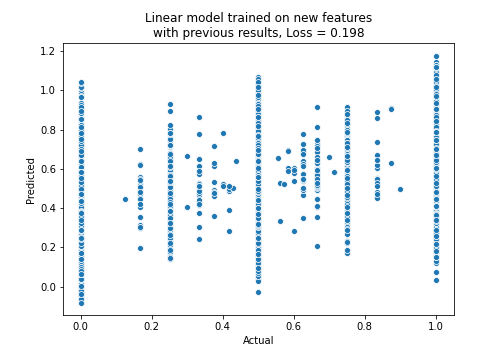 Linear model trained on new features
with previous results, Loss = 0.198
1.2
1.0
0.8
0.6
0.4
0.2
0.0
Predicted
0.0 0.2 0.4 0.6 0.8 1.0
Actual